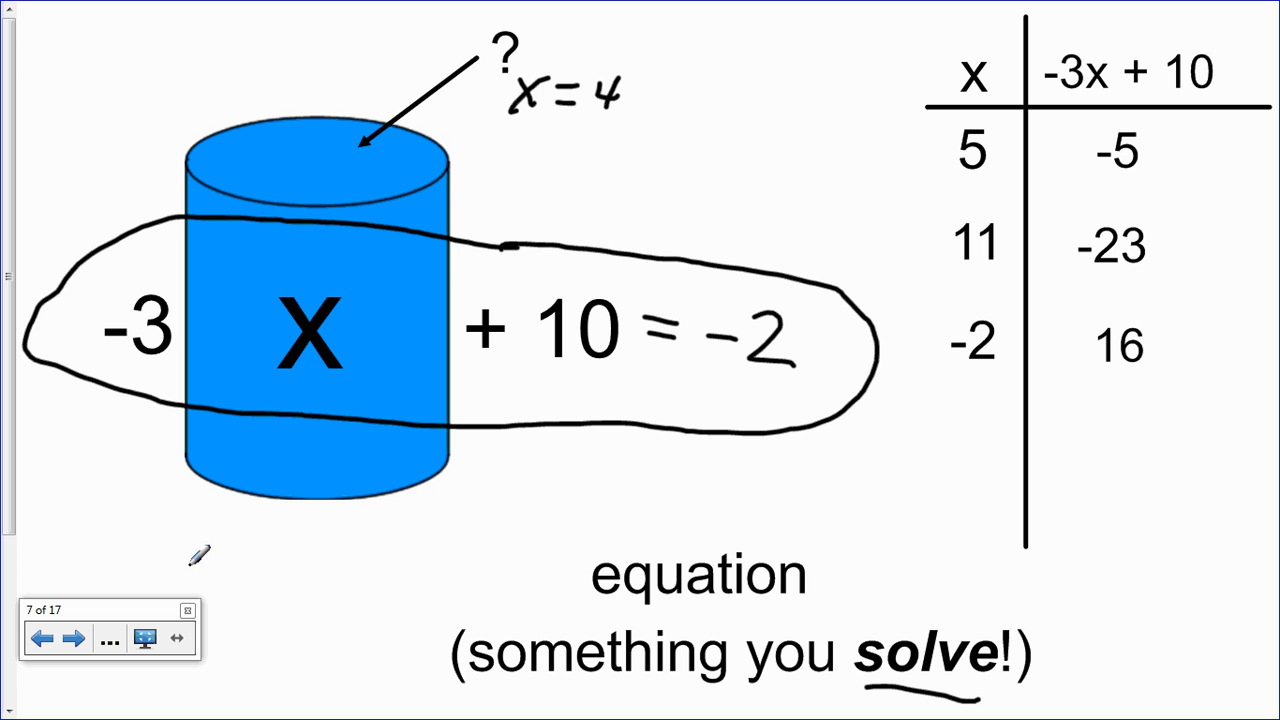 ?
x = 4
-3 x + 10 = -2
x -3x + 10
5 -5
11 -23
-2 16
equation
(something you solve!)
7 of 17
...